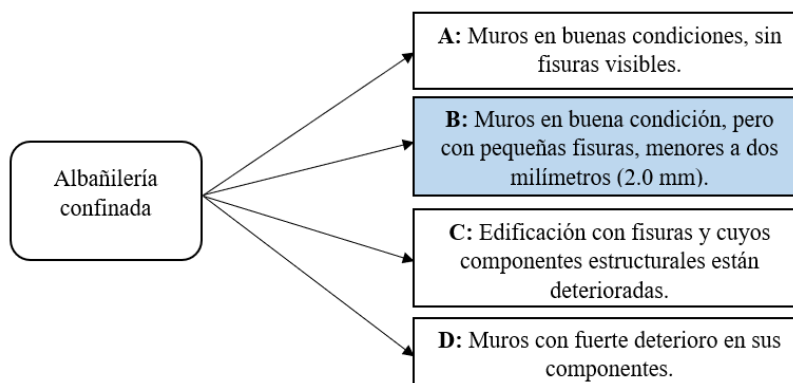 A: Muros en buenas condiciones, sin
fisuras visibles.
B: Muros en buena condición, pero
con pequeñas fisuras, menores a dos
milímetros (2.0 mm).
Albañilería
confinada
C: Edificación con fisuras y cuyos
componentes estructurales están
deterioradas.
D: Muros con fuerte deterioro en sus
componentes.